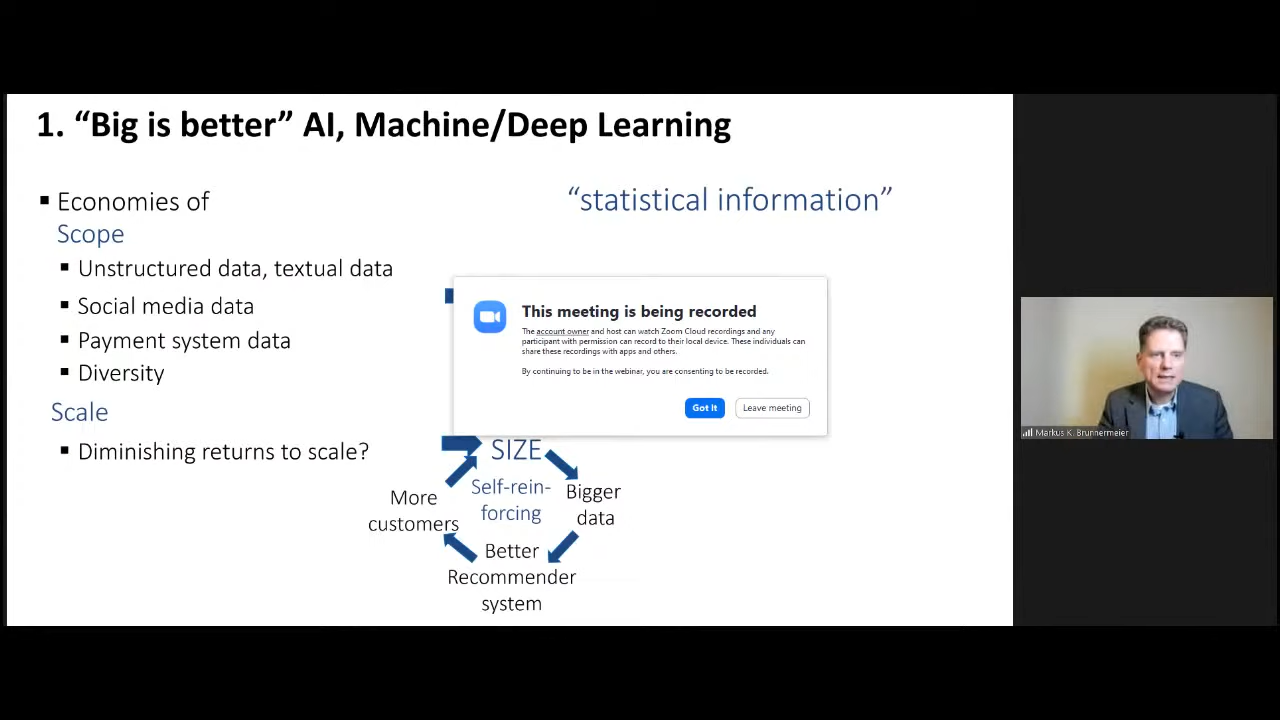 1. “Big is better” AI, Machine/Deep Learning
▪ Economies of
Scope
▪ Unstructured data, textual data
▪ Social media data
▪ Payment system data
▪ Diversity
Scale
▪ Diminishing returns to scale?
“statistical information”
This meeting is being recorded
The account owner and host can watch Zoom Cloud recordings and any
participant with permission can record to their local device. These individuals can
share these recordings with apps and others.
By continuing to be in the webinar, you are consenting to be recorded.
Got it
Leave meeting
SIZE
Self-rein-
forcing
Bigger
data
Better
Recommender
system
More
customers
Markus K. Brunnermeier